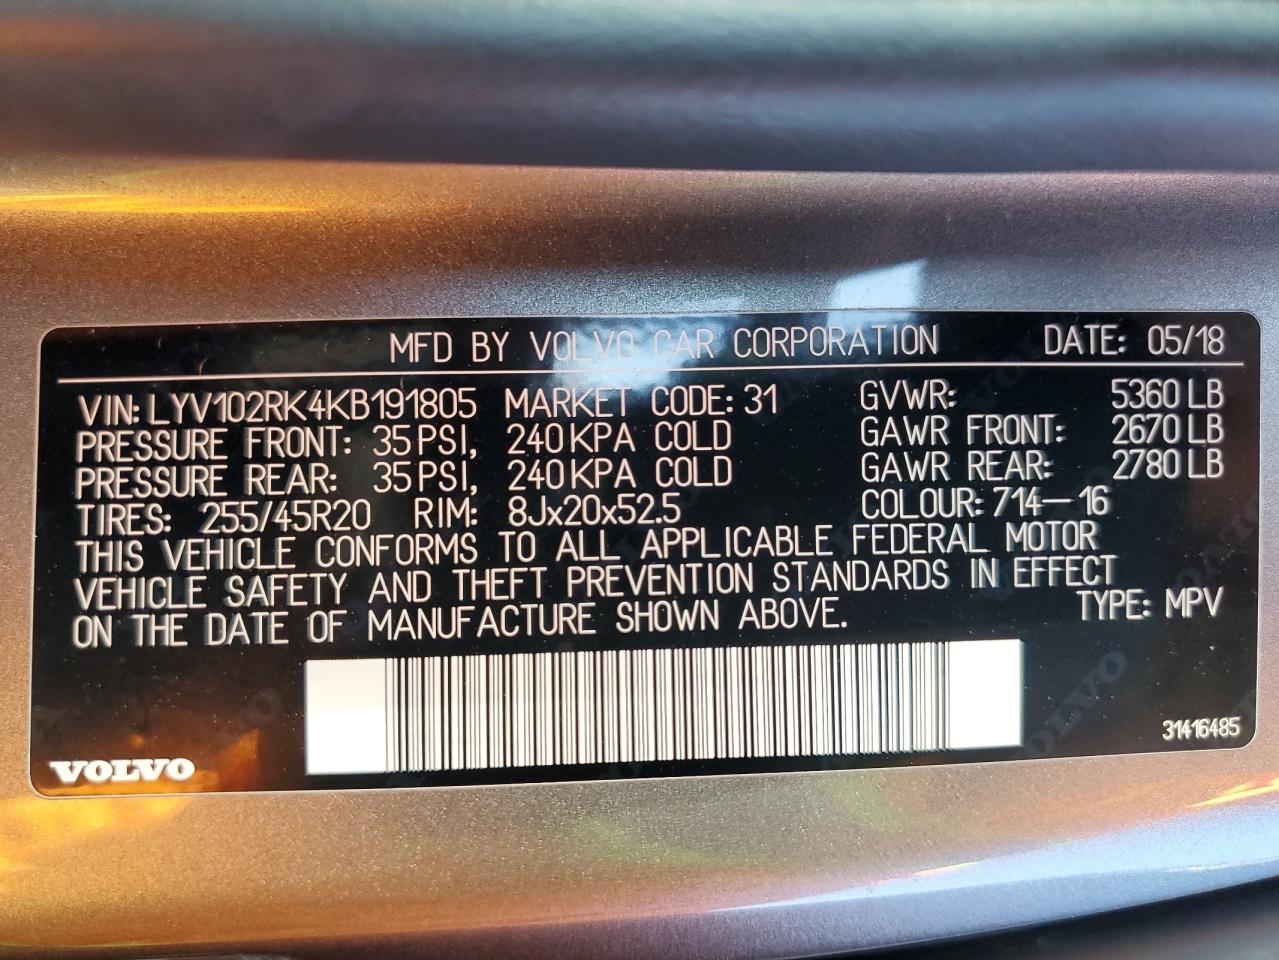 MFD BY VOLVO CAR CORPORATION DATE: 05/18
VIN: LYV102RK4KB191805 MARKET CODE: 31 GVWR: 5360 LB
PRESSURE FRONT: 35 PSI, 240 KPA COLD GAWR FRONT: 2670 LB
PRESSURE REAR: 35 PSI, 240 KPA COLD GAWR REAR: 2780 LB
TIRES: 255/45R20 RIM: 8Jx20x52.5 COLOUR: 714-16
THIS VEHICLE CONFORMS TO ALL APPLICABLE FEDERAL MOTOR
VEHICLE SAFETY AND THEFT PREVENTION STANDARDS IN EFFECT
ON THE DATE OF MANUFACTURE SHOWN ABOVE. TYPE: MPV
31416485
VOLVO